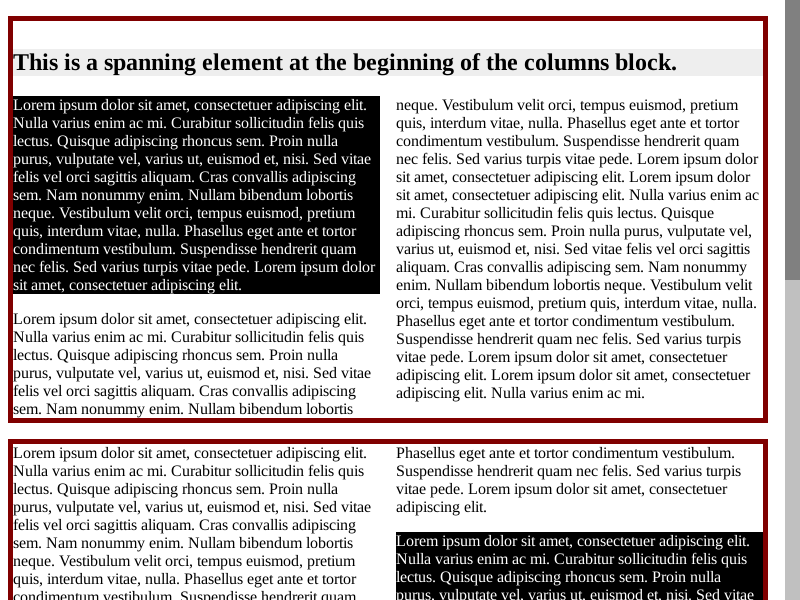 This is a spanning element at the beginning of the columns block.
Lorem ipsum dolor sit amet, consectetuer adipiscing elit.
Nulla varius enim ac mi. Curabitur sollicitudin felis quis
lectus. Quisque adipiscing rhoncus sem. Proin nulla
purus, vulputate vel, varius ut, euismod et, nisi. Sed vitae
felis vel orci sagittis aliquam. Cras convallis adipiscing
sem. Nam nonummy enim. Nullam bibendum lobortis
neque. Vestibulum velit orci, tempus euismod, pretium
quis, interdum vitae, nulla. Phasellus eget ante et tortor
condimentum vestibulum. Suspendisse hendrerit quam
nec felis. Sed varius turpis vitae pede. Lorem ipsum dolor
sit amet, consectetuer adipiscing elit.
Lorem ipsum dolor sit amet, consectetuer adipiscing elit.
Nulla varius enim ac mi. Curabitur sollicitudin felis quis
lectus. Quisque adipiscing rhoncus sem. Proin nulla
purus, vulputate vel, varius ut, euismod et, nisi. Sed vitae
felis vel orci sagittis aliquam. Cras convallis adipiscing
sem. Nam nonummy enim. Nullam bibendum lobortis
neque. Vestibulum velit orci, tempus euismod, pretium
quis, interdum vitae, nulla. Phasellus eget ante et tortor
condimentum vestibulum. Suspendisse hendrerit quam
nec felis. Sed varius turpis vitae pede. Lorem ipsum dolor
sit amet, consectetuer adipiscing elit. Lorem ipsum dolor
sit amet, consectetuer adipiscing elit. Nulla varius enim ac
mi. Curabitur sollicitudin felis quis lectus. Quisque
adipiscing rhoncus sem. Proin nulla purus, vulputate vel,
varius ut, euismod et, nisi. Sed vitae felis vel orci sagittis
aliquam. Cras convallis adipiscing sem. Nam nonummy
enim. Nullam bibendum lobortis neque. Vestibulum velit
orci, tempus euismod, pretium quis, interdum vitae, nulla.
Phasellus eget ante et tortor condimentum vestibulum.
Suspendisse hendrerit quam nec felis. Sed varius turpis
vitae pede. Lorem ipsum dolor sit amet, consectetuer
adipiscing elit. Lorem ipsum dolor sit amet, consectetuer
adipiscing elit. Nulla varius enim ac mi.
Lorem ipsum dolor sit amet, consectetuer adipiscing elit.
Nulla varius enim ac mi. Curabitur sollicitudin felis quis
lectus. Quisque adipiscing rhoncus sem. Proin nulla
purus, vulputate vel, varius ut, euismod et, nisi. Sed vitae
felis vel orci sagittis aliquam. Cras convallis adipiscing
sem. Nam nonummy enim. Nullam bibendum lobortis
neque. Vestibulum velit orci, tempus euismod, pretium
quis, interdum vitae, nulla. Phasellus eget ante et tortor
condimentum vestibulum. Suspendisse hendrerit quam
Phasellus eget ante et tortor condimentum vestibulum.
Suspendisse hendrerit quam nec felis. Sed varius turpis
vitae pede. Lorem ipsum dolor sit amet, consectetuer
adipiscing elit.
Lorem ipsum dolor sit amet, consectetuer adipiscing elit.
Nulla varius enim ac mi. Curabitur sollicitudin felis quis
lectus. Quisque adipiscing rhoncus sem. Proin nulla
purus, vulputate vel, varius ut, euismod et, nisi. Sed vitae